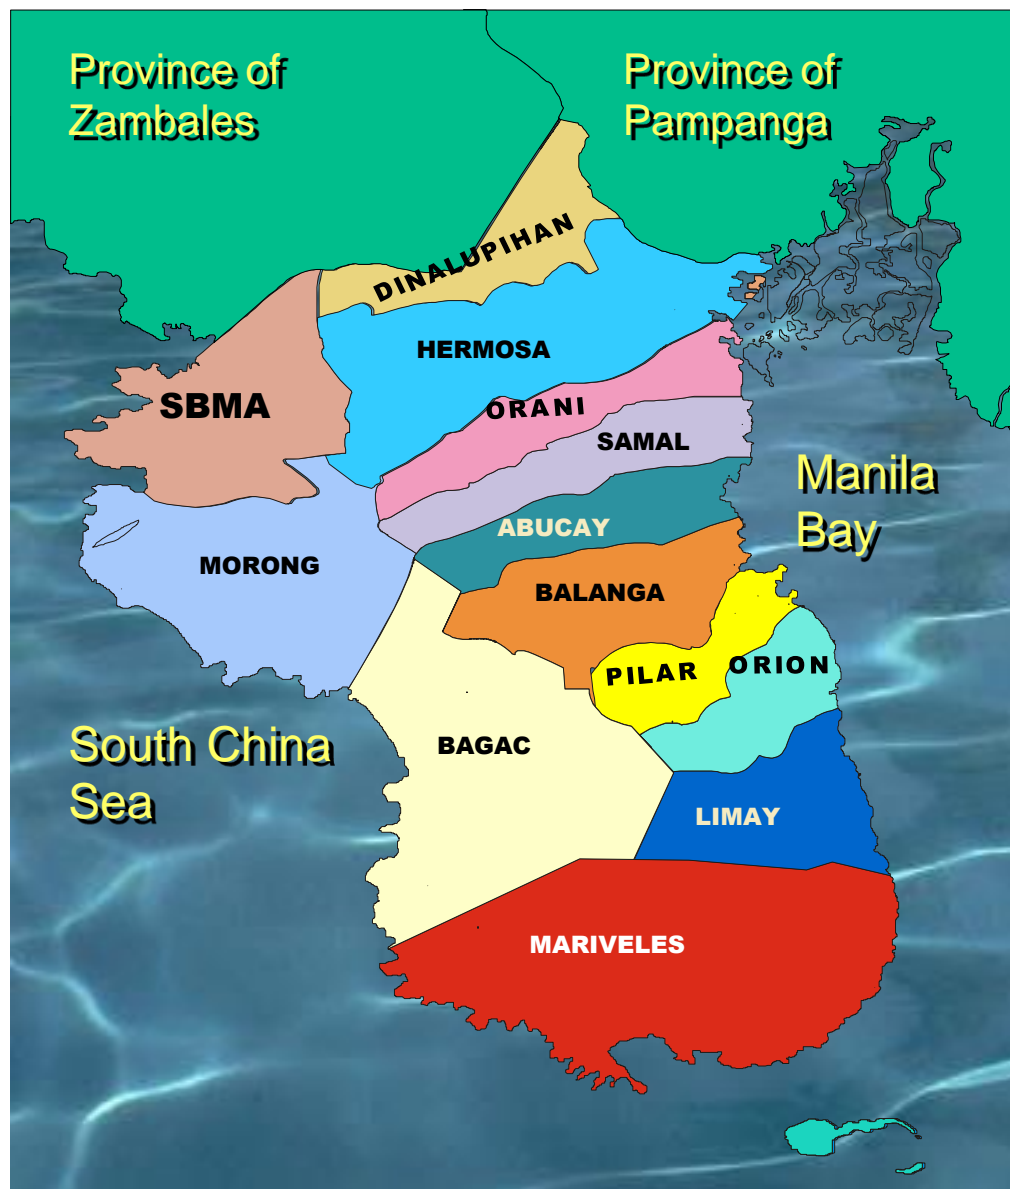 Province of
Zambales
Province of
Pampanga
DINALUPIHAN
HERMOSA
SBMA
ORANI
SAMAL
Manila
Bay
ABUCAY
MORONG
BALANGA
PILAR
ORION
South China
Sea
BAGAC
LIMAY
MARIVELES